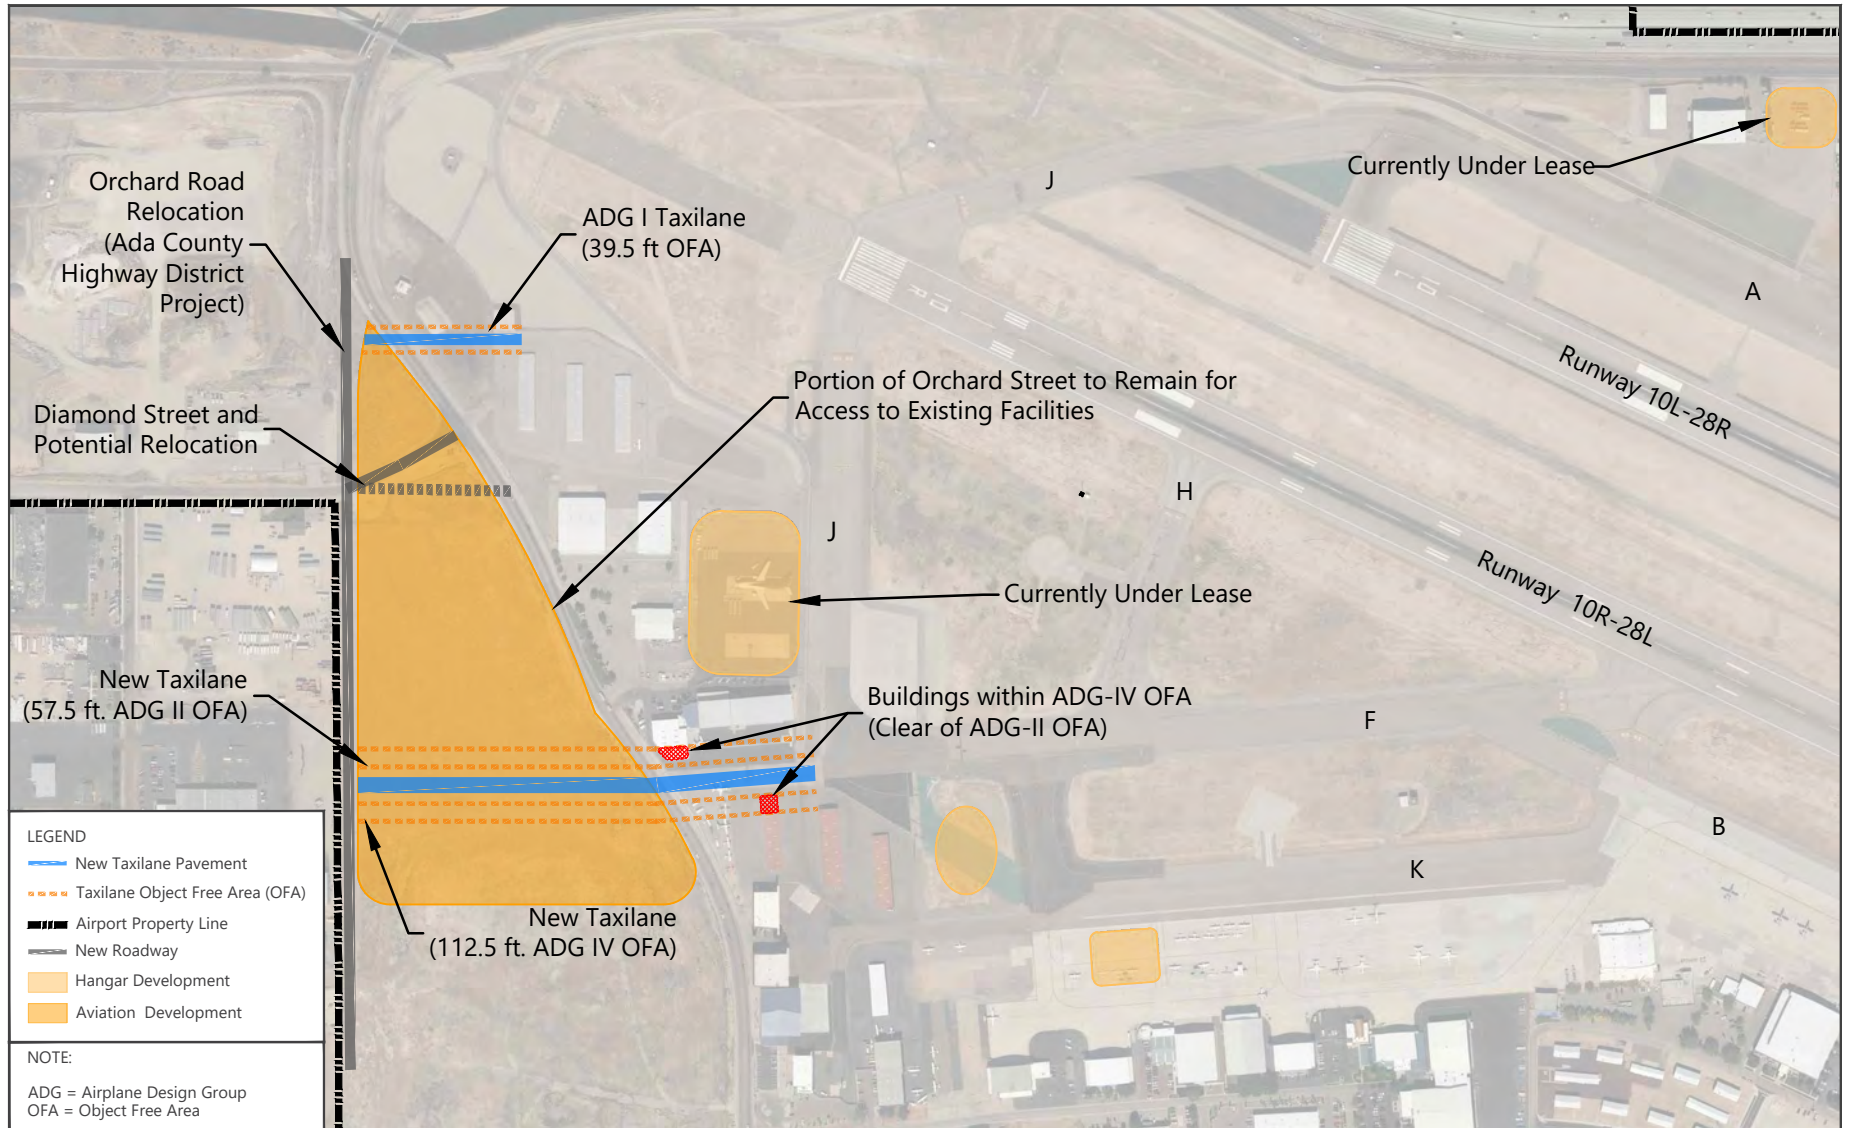 Orchard Road
Relocation
(Ada County
Highway District
Project)
ADG I Taxilane
(39.5 ft OFA)
J
Currently Under Lease
A
Runway 10L-28R
Diamond Street and
Potential Relocation
Portion of Orchard Street to Remain for
Access to Existing Facilities
H
J
Runway 10R-28L
Currently Under Lease
New Taxilane
(57.5 ft. ADG II OFA)
Buildings within ADG-IV OFA
(Clear of ADG-II OFA)
F
B
K
New Taxilane
(112.5 ft. ADG IV OFA)
LEGEND
New Taxilane Pavement
Taxilane Object Free Area (OFA)
Airport Property Line
New Roadway
Hangar Development
Aviation Development
NOTE:
ADG = Airplane Design Group
OFA = Object Free Area